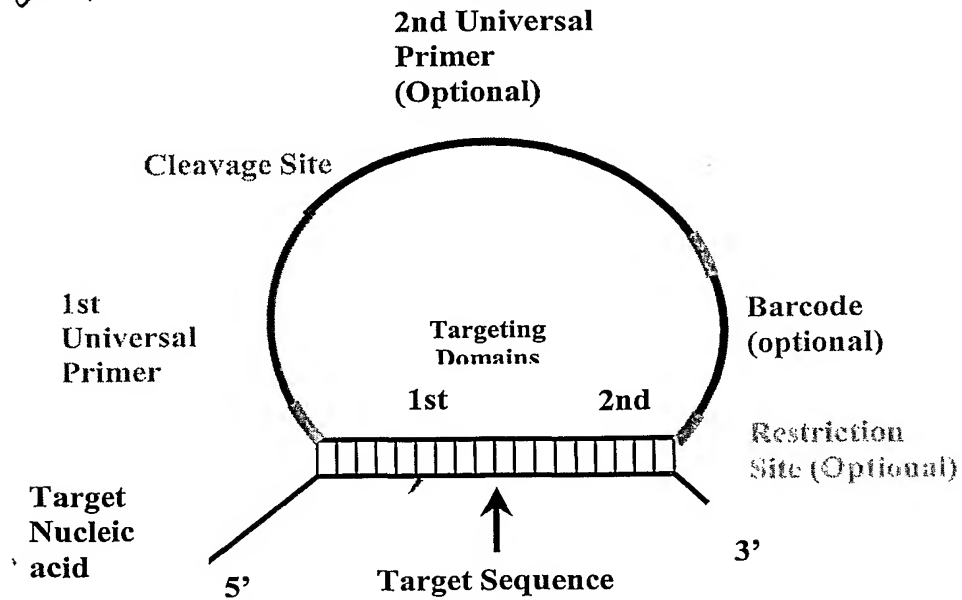 2nd Universal
Primer
(Optional)
Cleavage Site
1st
Universal
Primer
Targeting
Domains
Barcode
(optional)
1st
2nd
Restriction
Site (Optional)
Target
Nucleic
acid
5’
Target Sequence
3’